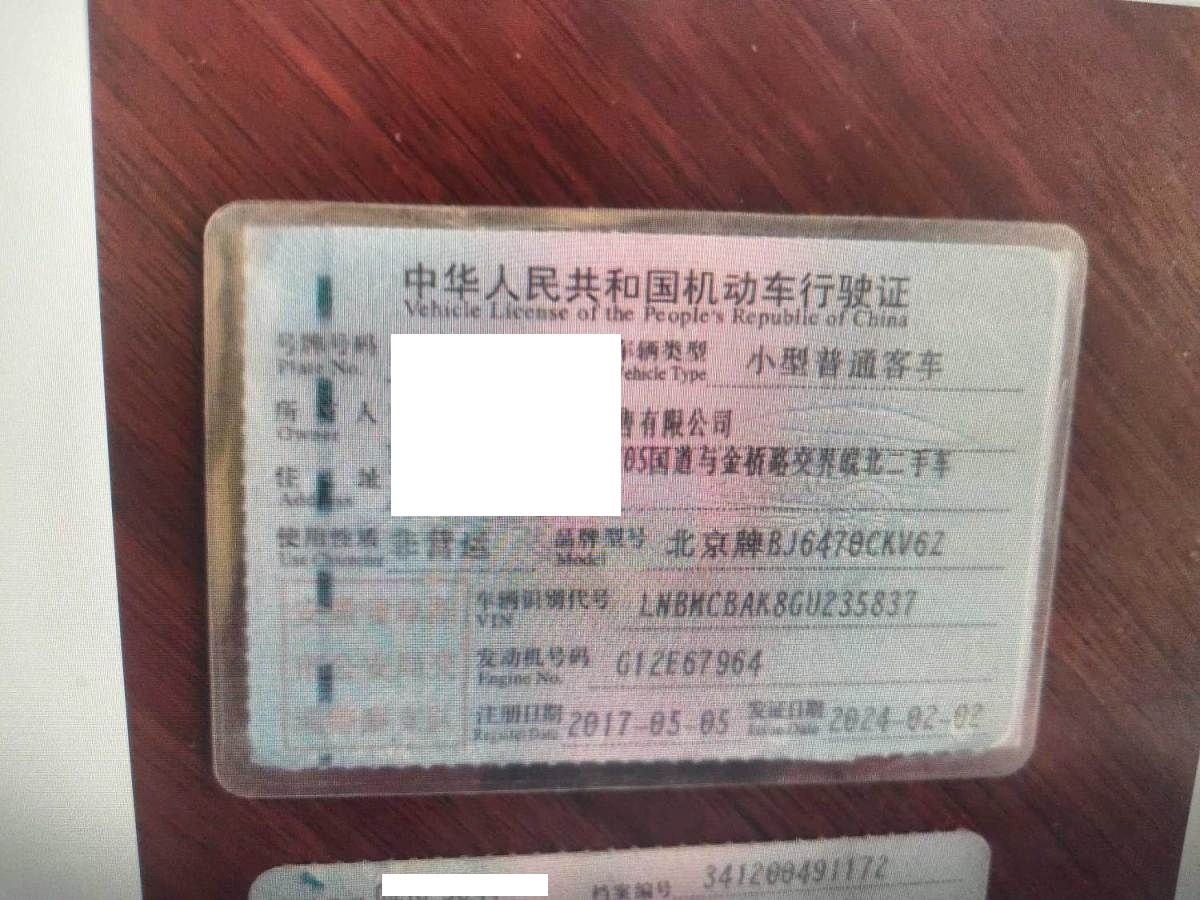 中华人民共和国机动车行驶证
Vehicle License of the People's Republic of China
号牌号码 车辆类型 小型普通客车
Plate No. Vehicle Type
所有人 售有限公司
Owner
住址 05国道与金桥路交界皖北二手车
Address
使用性质 非营运 品牌型号 北京牌BJ6470CKV6Z
Use Character Model
车辆识别代号 LNBMCBAK8GU235837
VIN
发动机号码 G12E67964
Engine No.
注册日期 2017-05-05 发证日期 2024-02-02
Register Date Issue Date
档案编号 341200491172